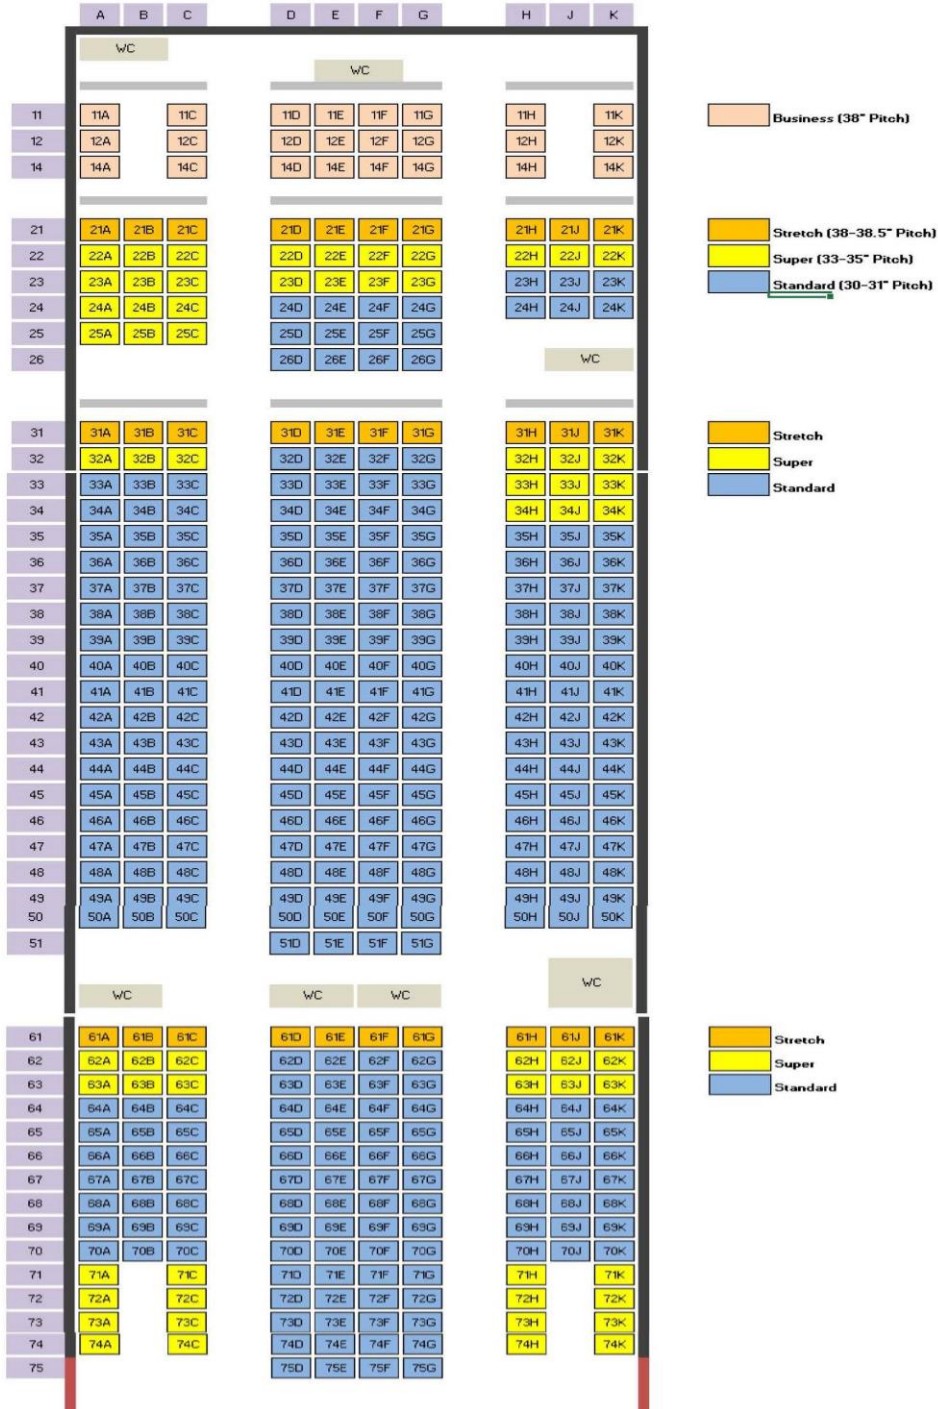 A B C D E F G H J K
WC
WC
11 11A 11C 11D 11E 11F 11G 11H 11K Business (38" Pitch)
12 12A 12C 12D 12E 12F 12G 12H 12K
14 14A 14C 14D 14E 14F 14G 14H 14K
21 21A 21B 21C 21D 21E 21F 21G 21H 21J 21K Stretch (38-38.5" Pitch)
22 22A 22B 22C 22D 22E 22F 22G 22H 22J 22K Super (33-35" Pitch)
23 23A 23B 23C 23D 23E 23F 23G 23H 23J 23K Standard (30-31" Pitch)
24 24A 24B 24C 24D 24E 24F 24G 24H 24J 24K
25 25A 25B 25C 25D 25E 25F 25G
26 26D 26E 26F 26G WC
31 31A 31B 31C 31D 31E 31F 31G 31H 31J 31K Stretch
32 32A 32B 32C 32D 32E 32F 32G 32H 32J 32K Super
33 33A 33B 33C 33D 33E 33F 33G 33H 33J 33K Standard
34 34A 34B 34C 34D 34E 34F 34G 34H 34J 34K
35 35A 35B 35C 35D 35E 35F 35G 35H 35J 35K
36 36A 36B 36C 36D 36E 36F 36G 36H 36J 36K
37 37A 37B 37C 37D 37E 37F 37G 37H 37J 37K
38 38A 38B 38C 38D 38E 38F 38G 38H 38J 38K
39 39A 39B 39C 39D 39E 39F 39G 39H 39J 39K
40 40A 40B 40C 40D 40E 40F 40G 40H 40J 40K
41 41A 41B 41C 41D 41E 41F 41G 41H 41J 41K
42 42A 42B 42C 42D 42E 42F 42G 42H 42J 42K
43 43A 43B 43C 43D 43E 43F 43G 43H 43J 43K
44 44A 44B 44C 44D 44E 44F 44G 44H 44J 44K
45 45A 45B 45C 45D 45E 45F 45G 45H 45J 45K
46 46A 46B 46C 46D 46E 46F 46G 46H 46J 46K
47 47A 47B 47C 47D 47E 47F 47G 47H 47J 47K
48 48A 48B 48C 48D 48E 48F 48G 48H 48J 48K
49 49A 49B 49C 49D 49E 49F 49G 49H 49J 49K
50 50A 50B 50C 50D 50E 50F 50G 50H 50J 50K
51 51D 51E 51F 51G
WC
WC WC WC
61 61A 61B 61C 61D 61E 61F 61G 61H 61J 61K Stretch
62 62A 62B 62C 62D 62E 62F 62G 62H 62J 62K Super
63 63A 63B 63C 63D 63E 63F 63G 63H 63J 63K Standard
64 64A 64B 64C 64D 64E 64F 64G 64H 64J 64K
65 65A 65B 65C 65D 65E 65F 65G 65H 65J 65K
66 66A 66B 66C 66D 66E 66F 66G 66H 66J 66K
67 67A 67B 67C 67D 67E 67F 67G 67H 67J 67K
68 68A 68B 68C 68D 68E 68F 68G 68H 68J 68K
69 69A 69B 69C 69D 69E 69F 69G 69H 69J 69K
70 70A 70B 70C 70D 70E 70F 70G 70H 70J 70K
71 71A 71C 71D 71E 71F 71G 71H 71K
72 72A 72C 72D 72E 72F 72G 72H 72K
73 73A 73C 73D 73E 73F 73G 73H 73K
74 74A 74C 74D 74E 74F 74G 74H 74K
75 75D 75E 75F 75G